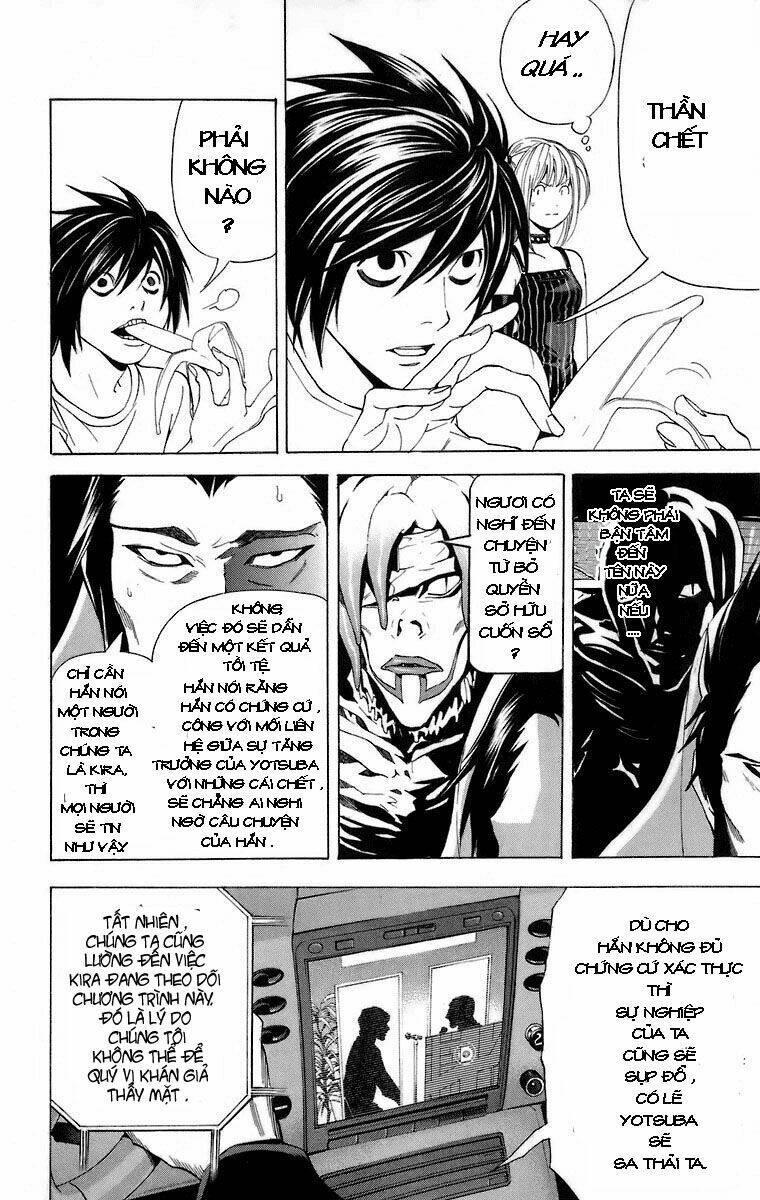 THẦN
CHẾT
HAY
QUÁ..
PHẢI
KHÔNG
NÀO
?
TA SẼ
KHÔNG PHẢI
BẬN TÂM
ĐẾN
TÊN NÀY
NỮA
NẾU
...
NGƯƠI CÓ
NGHĨ ĐẾN
CHUYỆN
TỪ BỎ
QUYỀN
SỞ HỮU
CUỐN SỔ
?
KHÔNG
VIỆC ĐÓ SẼ DẪN
ĐẾN MỘT KẾT QUẢ
TỒI TỆ.
HẮN NÓI RẰNG
HẮN CÓ CHỨNG CỨ,
CỘNG VỚI MỐI LIÊN
HỆ GIỮA SỰ TĂNG
TRƯỞNG CỦA YOTSUBA
VỚI NHỮNG CÁI CHẾT,
SẼ CHẲNG AI NGHI
NGỜ CÂU CHUYỆN
CỦA HẮN.
CHỈ CẦN
HẮN NÓI
MỘT NGƯỜI
TRONG
CHÚNG TA
LÀ KIRA,
THÌ
MỌI NGƯỜI
SẼ TIN
NHƯ VẬY
DÙ CHO
HẮN KHÔNG ĐỦ
CHỨNG CỨ XÁC THỰC
THÌ
SỰ NGHIỆP
CỦA TA
CŨNG SẼ
SỤP ĐỔ,
CÓ LẼ
YOTSUBA
SẼ
SA THẢI TA.
TẤT NHIÊN,
CHÚNG TA CŨNG
LƯỜNG ĐẾN VIỆC
KIRA ĐANG THEO DÕI
CHƯƠNG TRÌNH NÀY.
ĐÓ LÀ LÝ DO
CHÚNG TÔI
KHÔNG THỂ ĐỂ
QUÝ VỊ KHÁN GIẢ
THẤY MẶT.
2